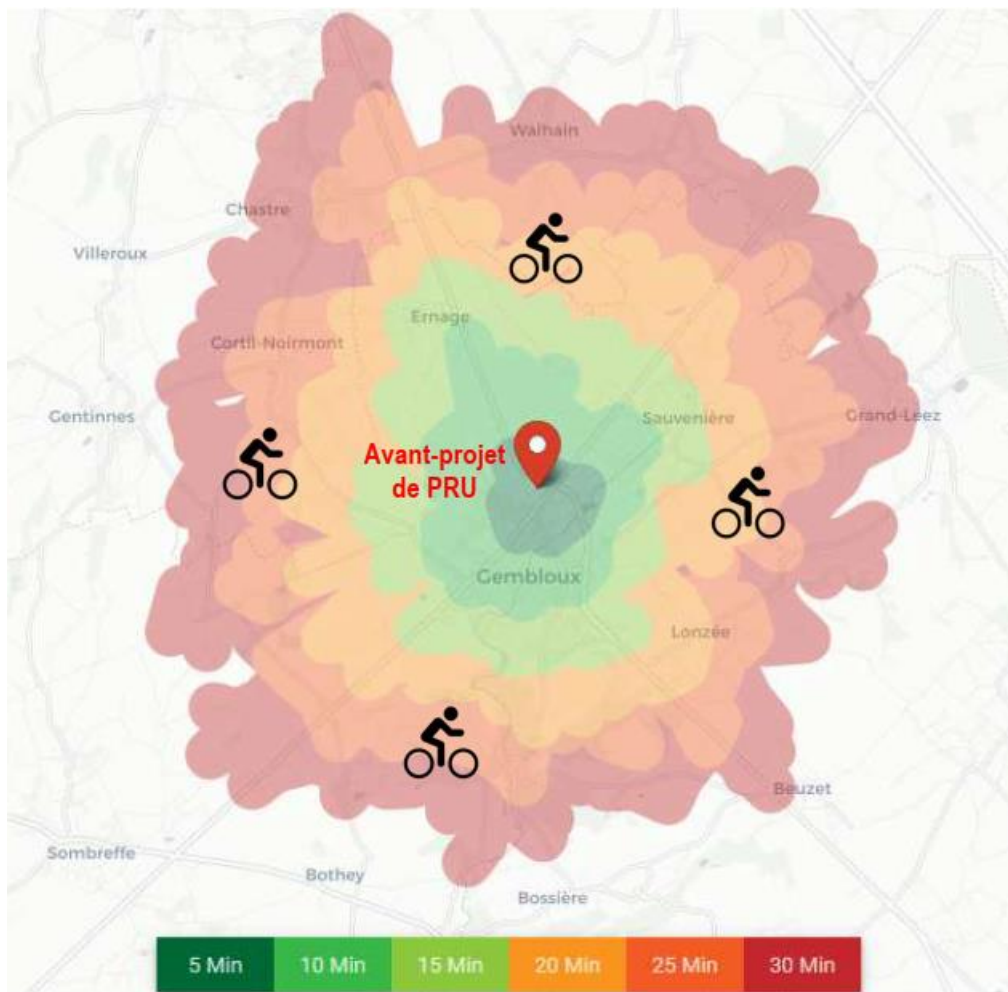 Walhain
Chastre
Villeroux
Ernage
Cortil-Noirmont
Gentinnes
Sauvenière
Grand-Leez
Avant-projet
de PRU
Gembloux
Lonzée
Beuzet
Sombreffe
Bothey
Bossière
5 Min
10 Min
15 Min
20 Min
25 Min
30 Min